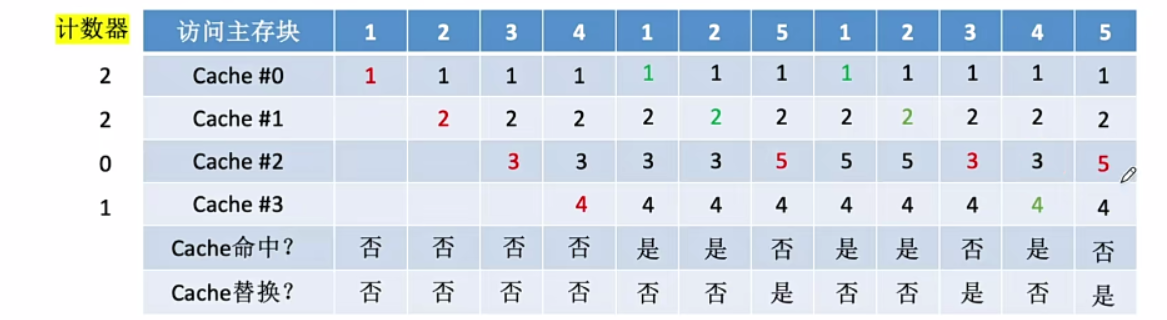 计数器 访问主存块 1 2 3 4 1 2 5 1 2 3 4 5
2 Cache #0 1 1 1 1 1 1 1 1 1 1 1 1
2 Cache #1 2 2 2 2 2 2 2 2 2 2 2
0 Cache #2 3 3 3 3 5 5 5 3 3 5
1 Cache #3 4 4 4 4 4 4 4 4 4
Cache命中? 否 否 否 否 是 是 否 是 是 否 是 否
Cache替换? 否 否 否 否 否 否 是 否 否 是 否 是